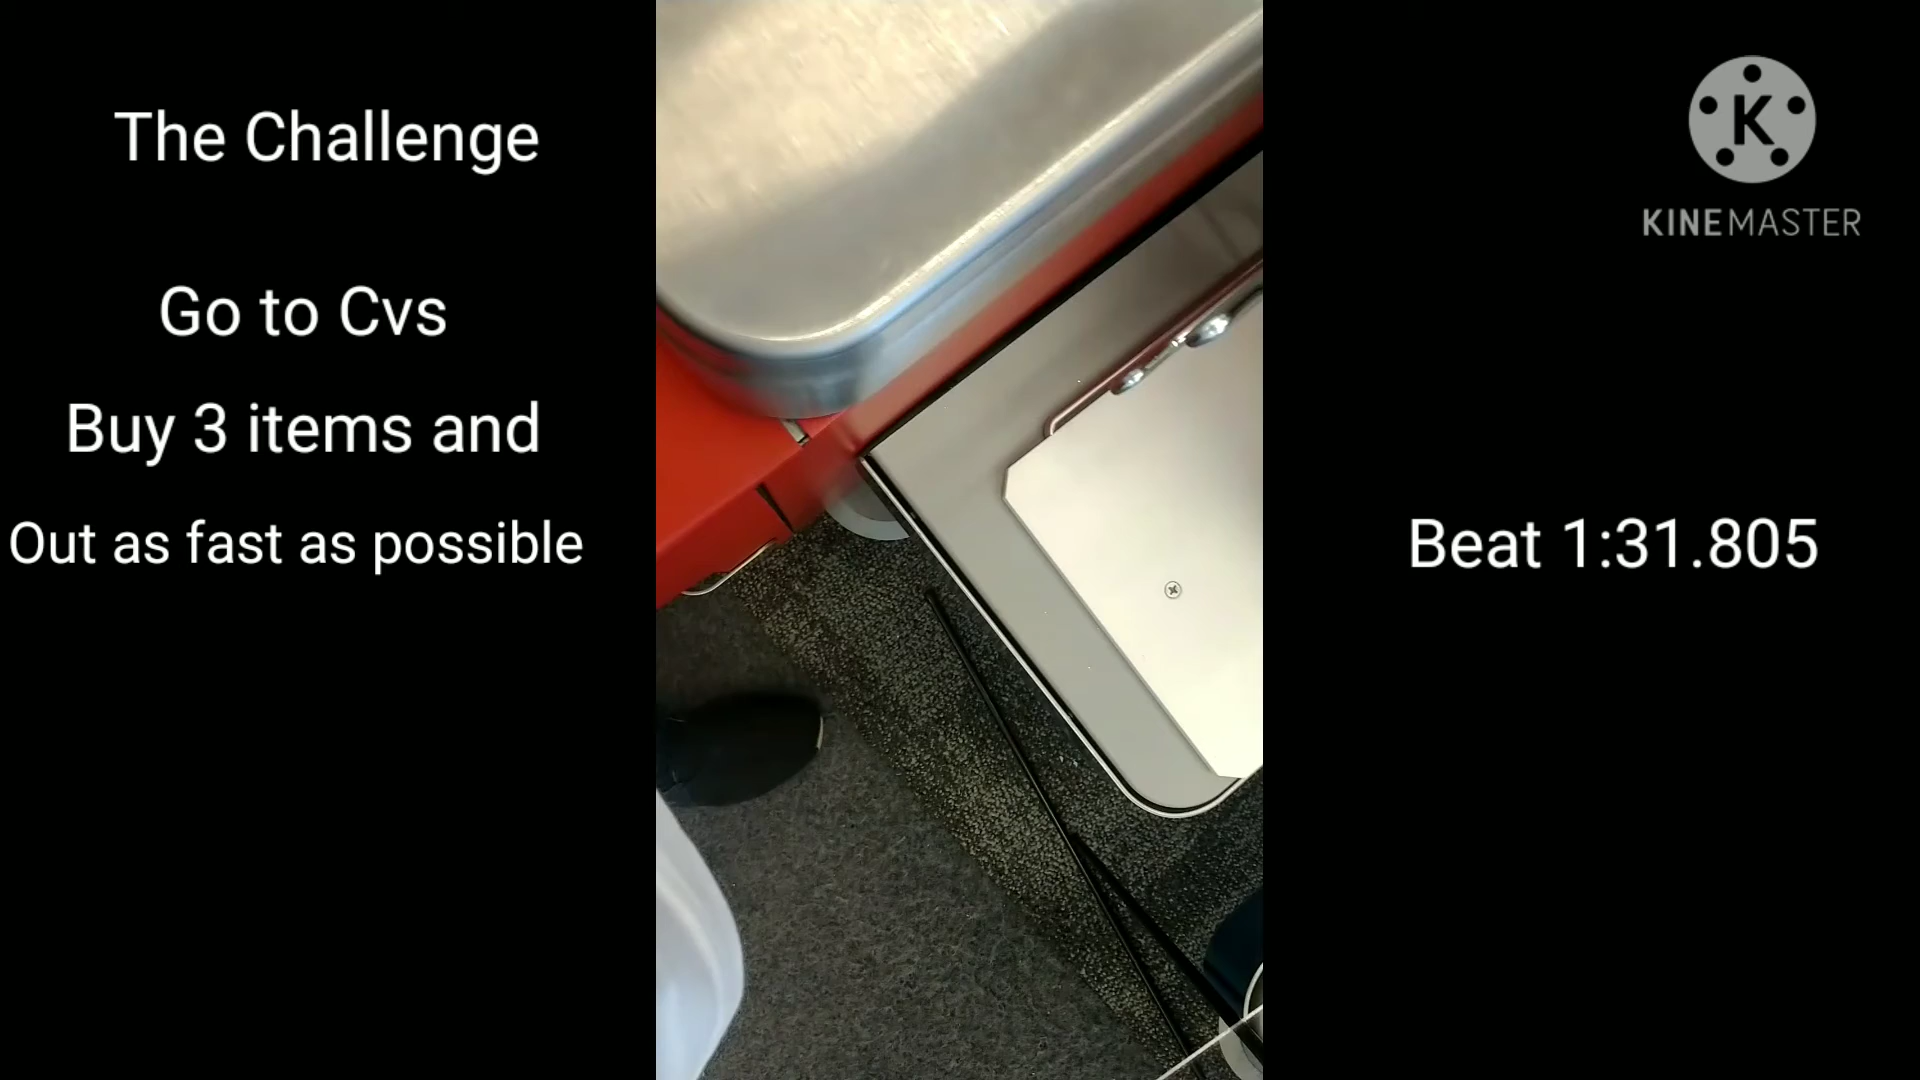 The Challenge
Go to Cvs
Buy 3 items and
Out as fast as possible
K
KINEMASTER
Beat 1:31.805